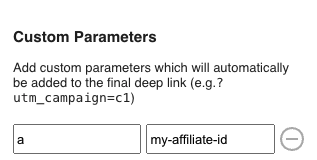 Custom Parameters
Add custom parameters which will automatically
be added to the final deep link (e.g.?
utm_campaign=c1)
a my-affiliate-id